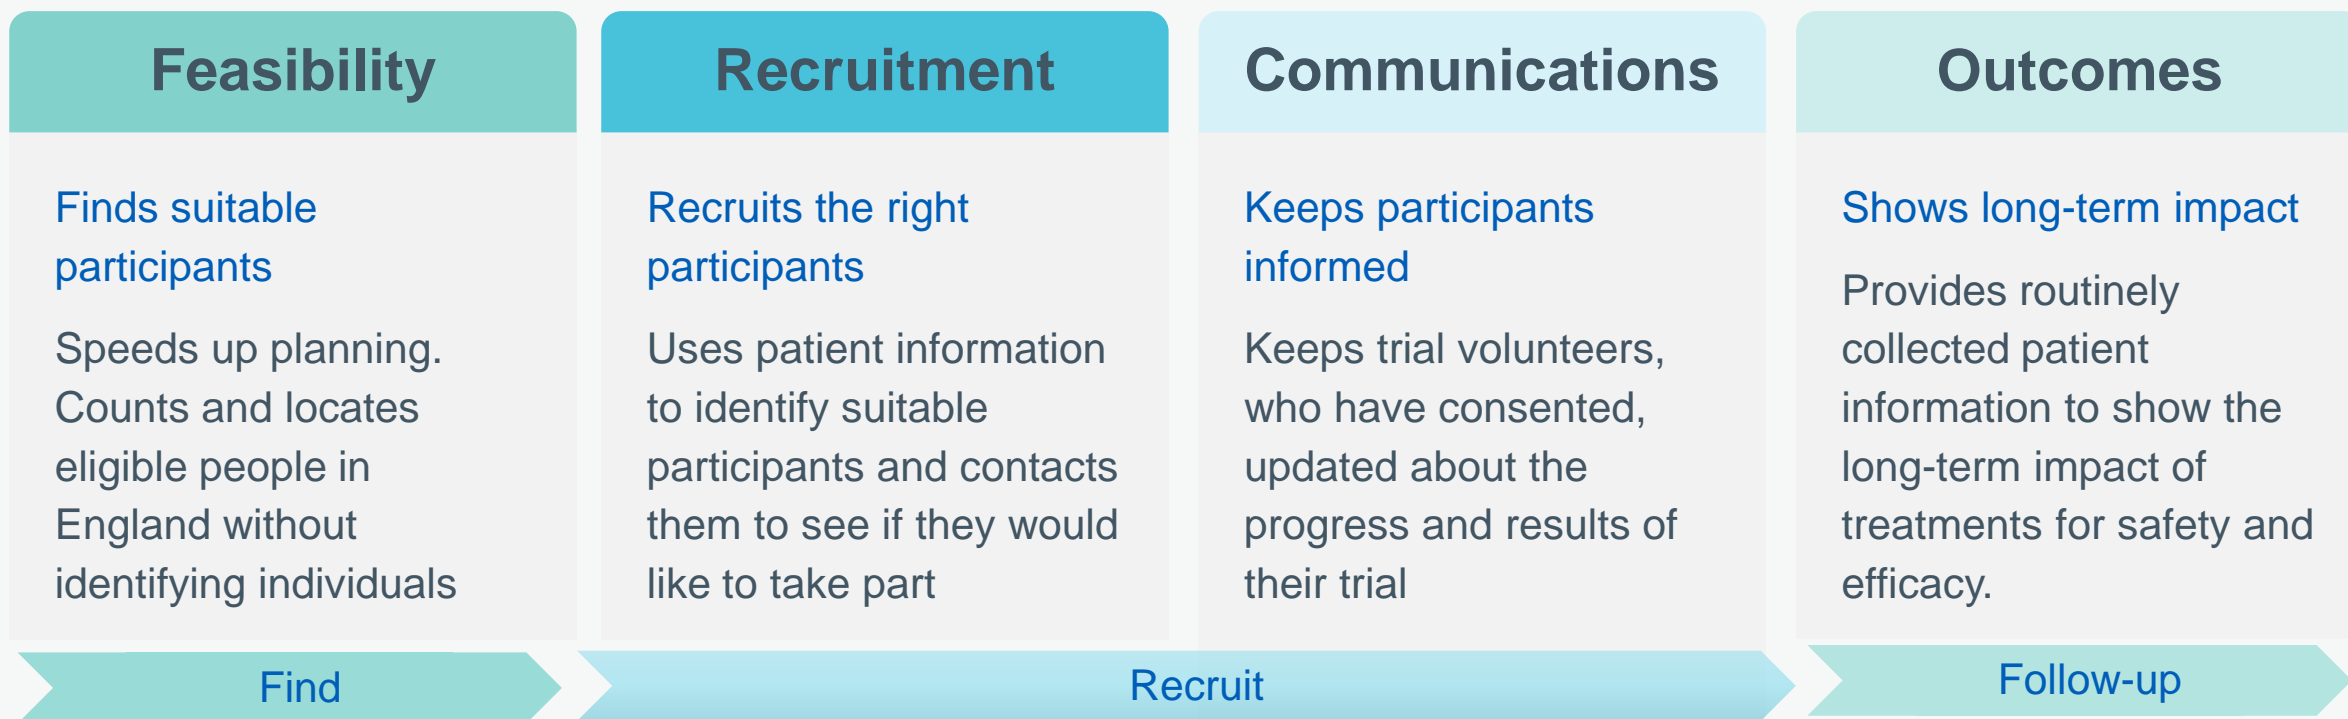 Feasibility
Finds suitable
participants
Speeds up planning.
Counts and locates
eligible people in
England without
identifying individuals
Recruitment
Recruits the right
participants
Uses patient information
to identify suitable
participants and contacts
them to see if they would
like to take part
Communications
Keeps participants
informed
Keeps trial volunteers,
who have consented,
updated about the
progress and results of
their trial
Outcomes
Shows long-term impact
Provides routinely
collected patient
information to show the
long-term impact of
treatments for safety and
efficacy.
Find
Recruit
Follow-up